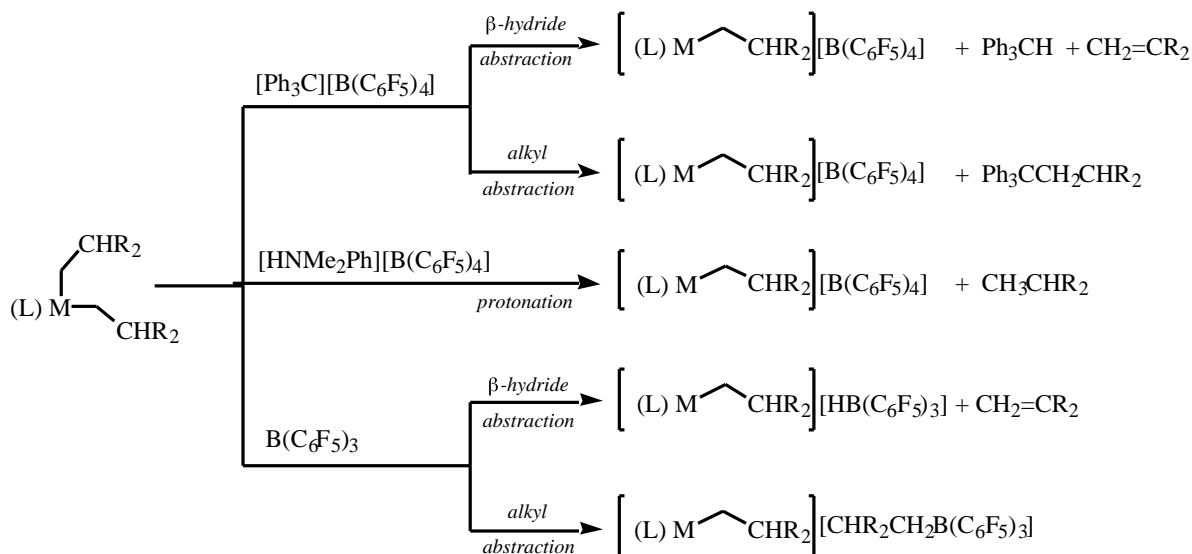 β-hydride
abstraction
(L) M CHR2 [B(C6F5)4] + Ph3CH + CH2=CR2
[Ph3C][B(C6F5)4]
alkyl
abstraction
(L) M CHR2 [B(C6F5)4] + Ph3CCH2CHR2
CHR2
(L) M
CHR2
[HNMe2Ph][B(C6F5)4]
protonation
(L) M CHR2 [B(C6F5)4] + CH3CHR2
β-hydride
abstraction
(L) M CHR2 [HB(C6F5)3] + CH2=CR2
B(C6F5)3
alkyl
abstraction
(L) M CHR2 [CHR2CH2B(C6F5)3]